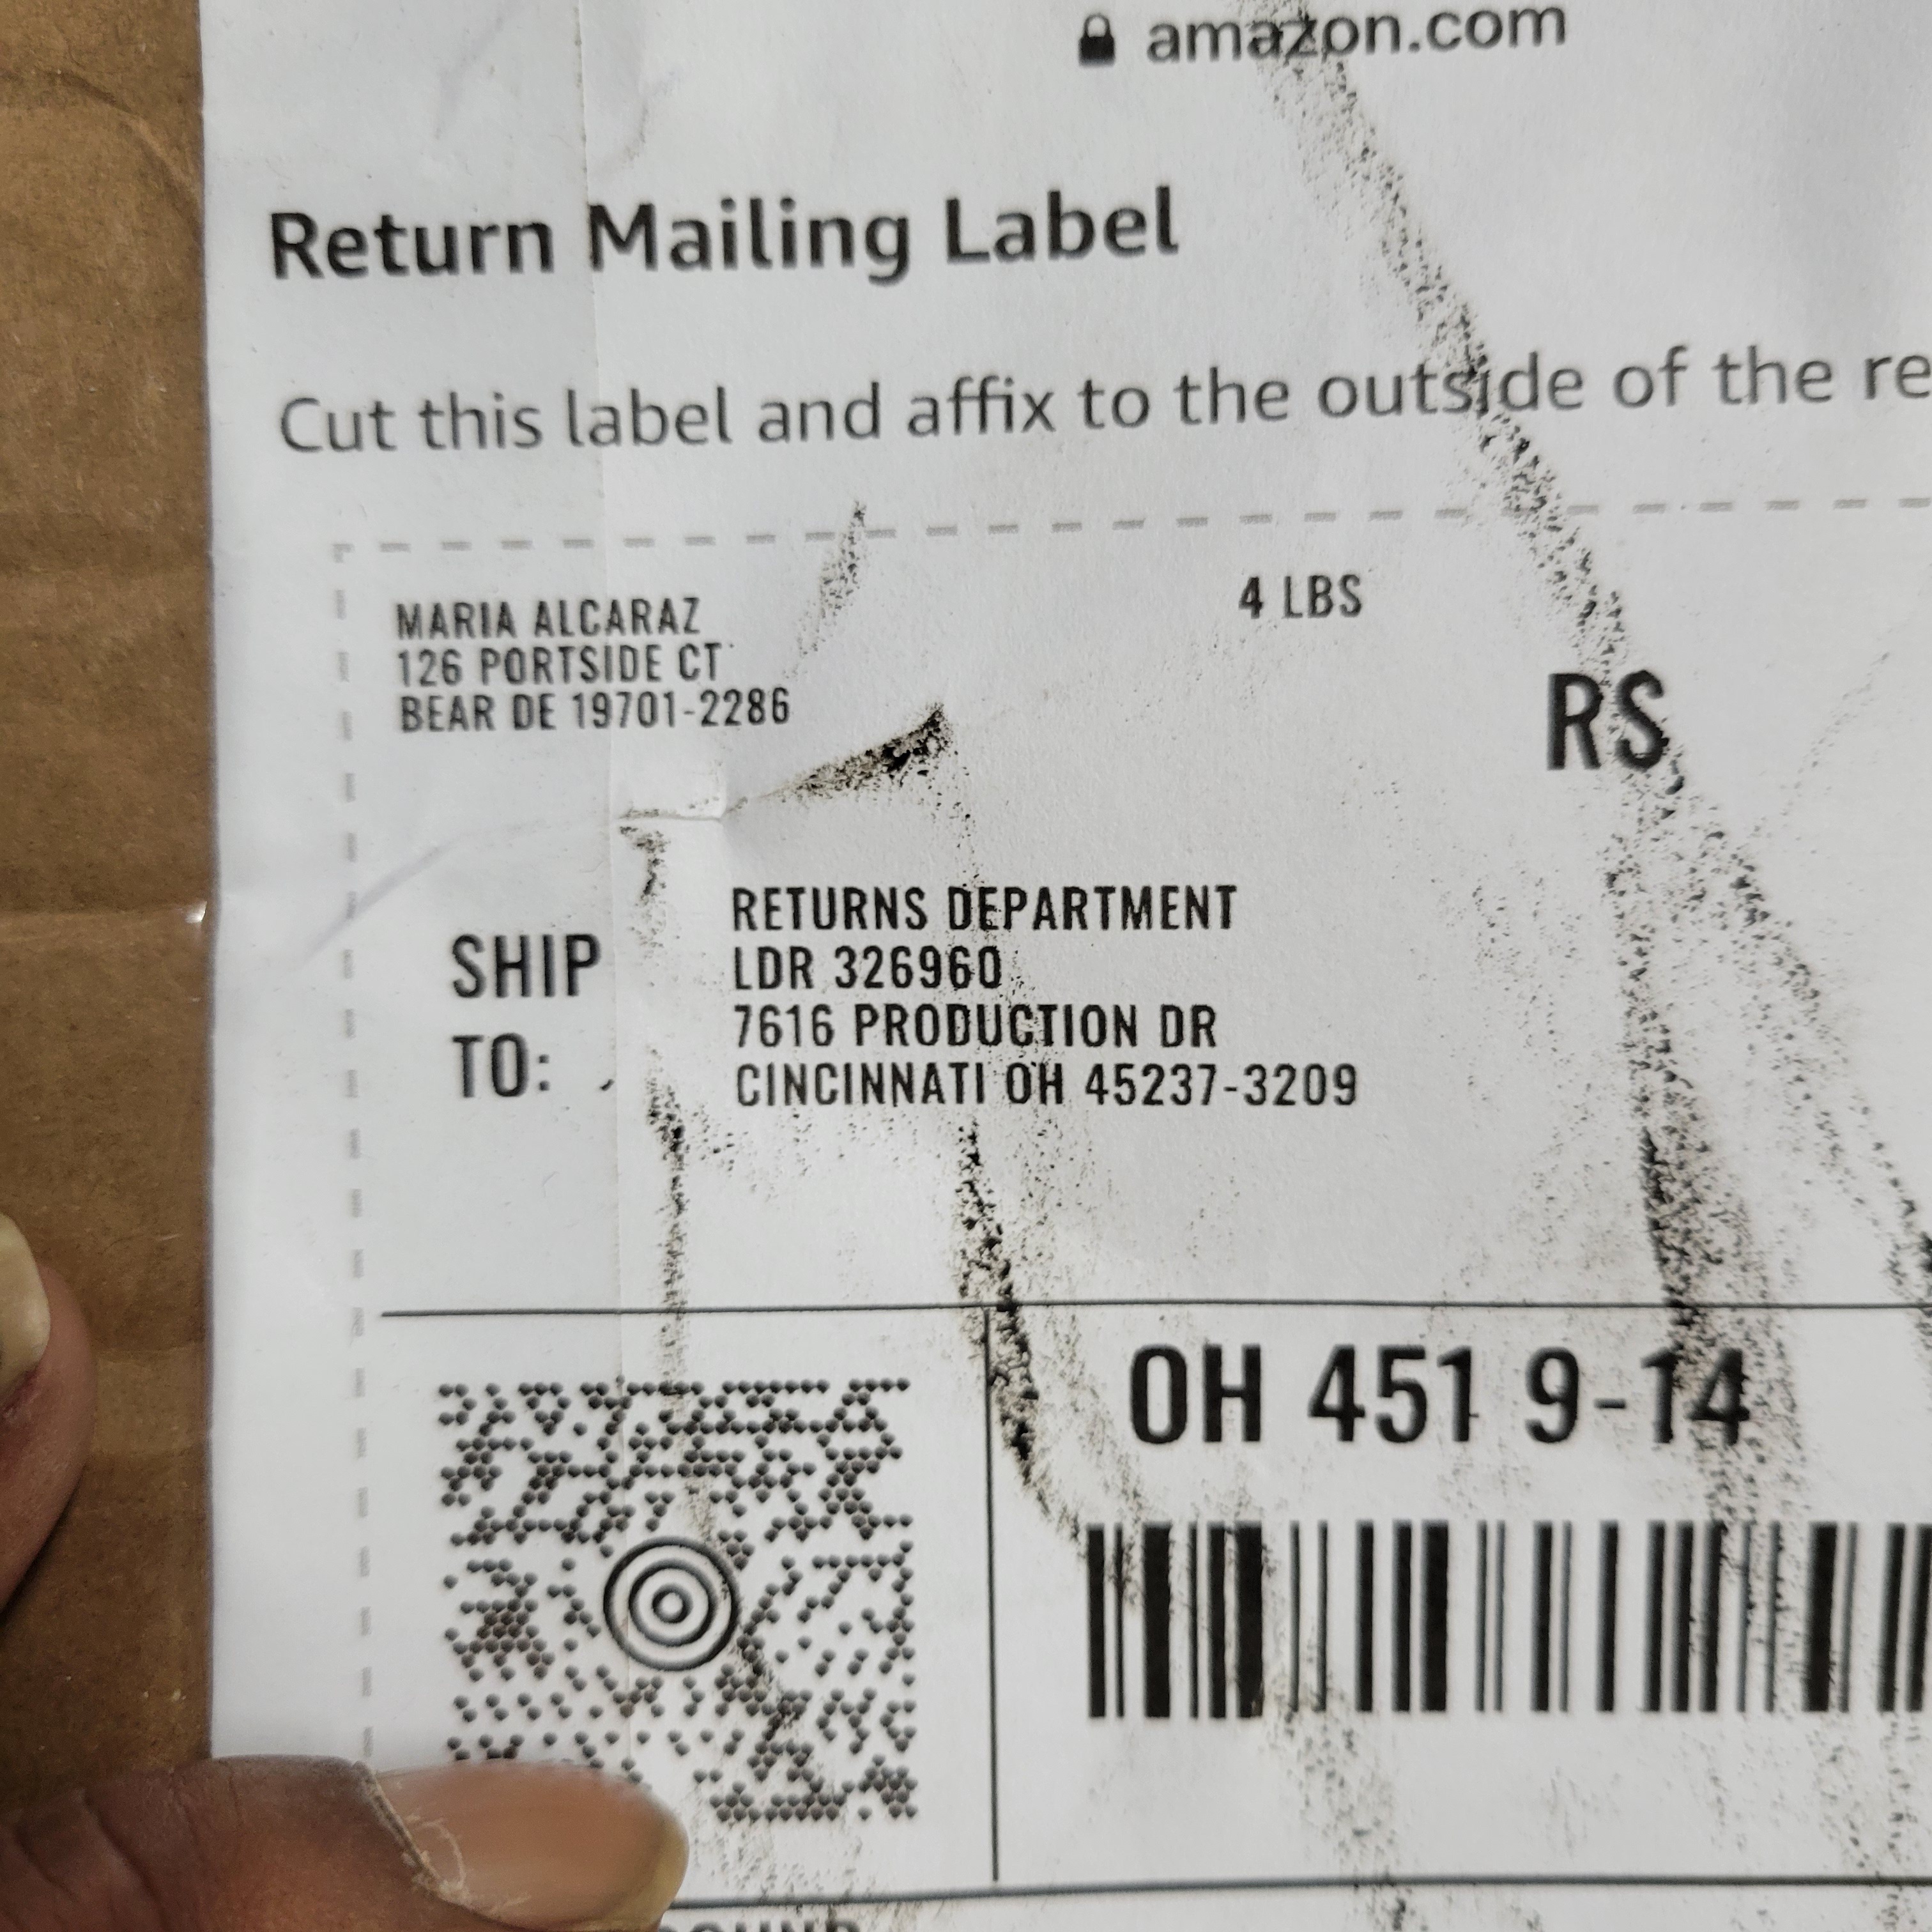 amazon.com
Return Mailing Label
Cut this label and affix to the outside of the re
MARIA ALCARAZ
126 PORTSIDE CT
BEAR DE 19701-2286
4 LBS
RS
SHIP TO:
RETURNS DEPARTMENT
LDR 326960
7616 PRODUCTION DR
CINCINNATI OH 45237-3209
OH 451 9-14